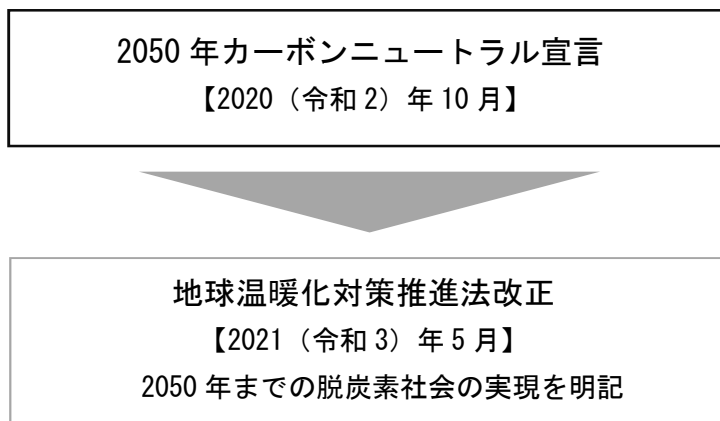 2050 年カーボンニュートラル宣言
【2020（令和 2）年 10 月】
地球温暖化対策推進法改正
【2021（令和 3）年 5 月】
2050 年までの脱炭素社会の実現を明記